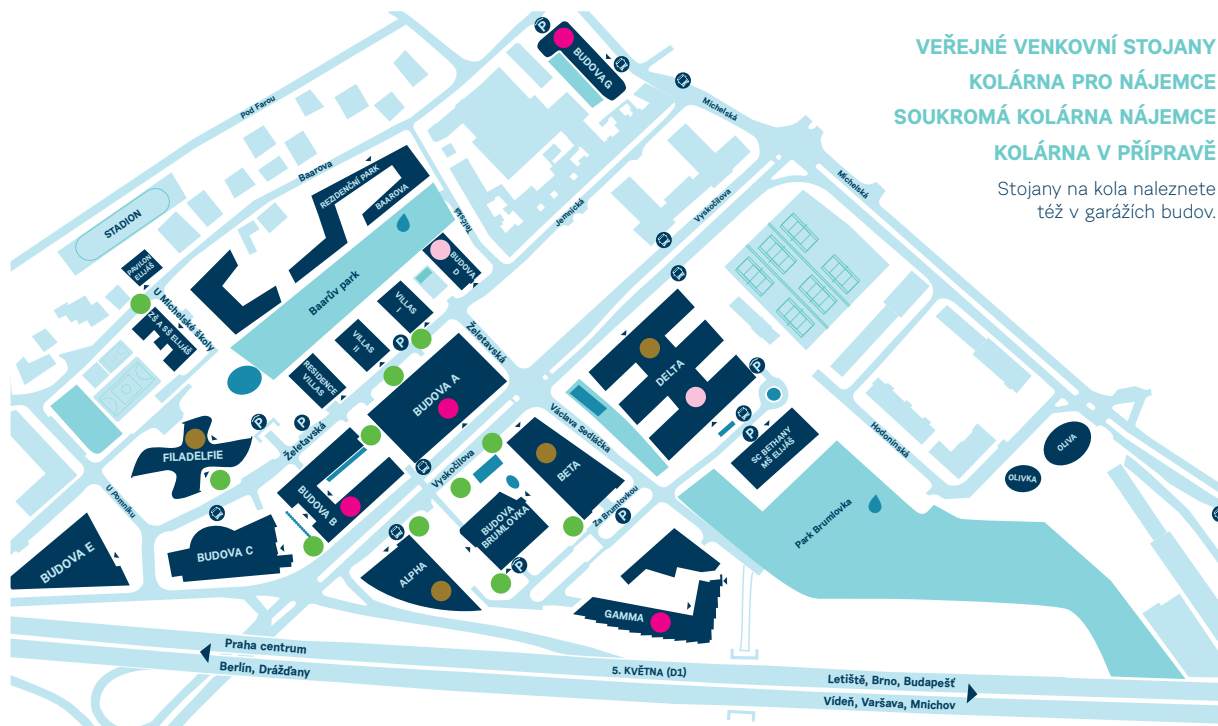 VEŘEJNÉ VENKOVNÍ STOJANY
KOLÁRNA PRO NÁJEMCE
SOUKROMÁ KOLÁRNA NÁJEMCE
KOLÁRNA V PŘÍPRAVĚ
Stojany na kola naleznete
též v garážích budov.
P
BUDOVA G
Michelská
Pod Farou
Baarova
REZIDENČNÍ PARK
BAAROVA
STADION
Telčská
Jemnická
Vyskočilova
Michelská
PAVILON
ELIJÁŠ
U Michelské školy
ZŠ A SŠ ELIJÁŠ
Baarův park
BUDOVA
D
VILLAS
I
VILLAS
II
P
RESIDENCE
VILLAS
Želetavská
BUDOVA A
DELTA
P
P
SC BETHANY
MŠ ELIJÁŠ
Václava Sedláčka
Hodonínská
OLIVA
OLIVKA
P
P
FILADELFIE
Želetavská
U Pomníku
BUDOVA B
Vyskočilova
BETA
BUDOVA
BRUMLOVKA
Za Brumlovkou
P
Park Brumlovka
BUDOVA E
BUDOVA C
ALPHA
P
GAMMA
Praha centrum
Berlín, Drážďany
5. KVĚTNA (D1)
Letiště, Brno, Budapešť
Vídeň, Varšava, Mnichov